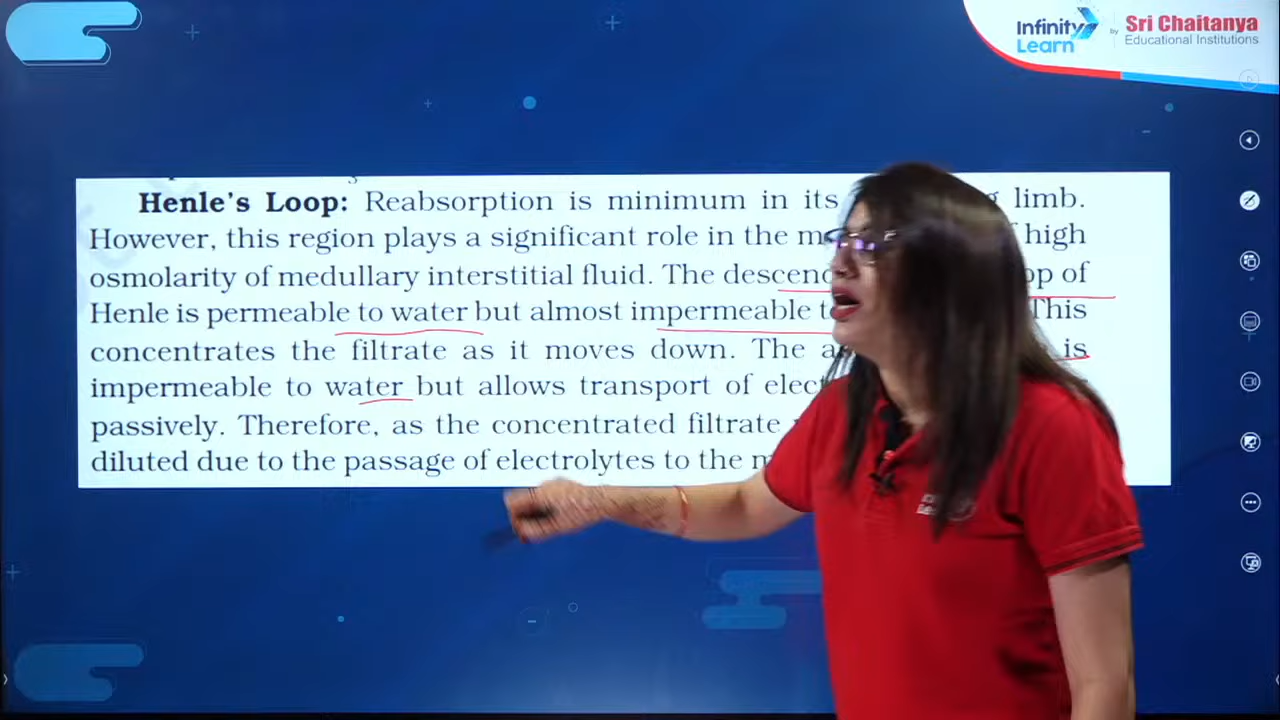 Infinity Learn by Sri Chaitanya
Educational Institutions
Henle's Loop: Reabsorption is minimum in its limb.
However, this region plays a significant role in the high
osmolarity of medullary interstitial fluid. The of
Henle is permeable to water but almost impermeable This
concentrates the filtrate as it moves down. The is
impermeable to water but allows transport of
passively. Therefore, as the concentrated filtrate
diluted due to the passage of electrolytes to the